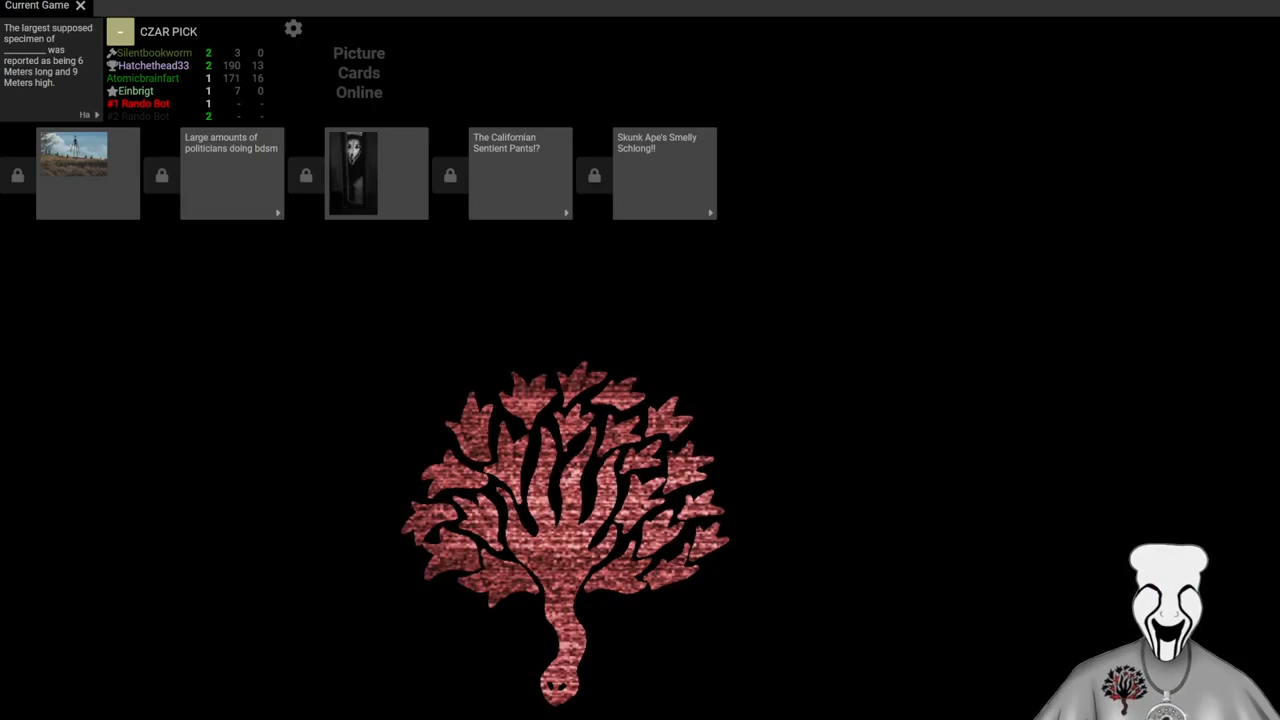 Current Game
The largest supposed
specimen of
_________ was
reported as being 6
Meters long and 9
Meters high.
Ha
-
CZAR PICK
Silentbookworm 2 3 0
Hatchethead33 2 190 13
Atomicbrainfart 1 171 16
Einbrigt 1 7 0
#1 Rando Bot 1 - -
#2 Rando Bot 2 - -
Picture
Cards
Online
Large amounts of
politicians doing bdsm
The Californian
Sentient Pants!?
Skunk Ape's Smelly
Schlong!!